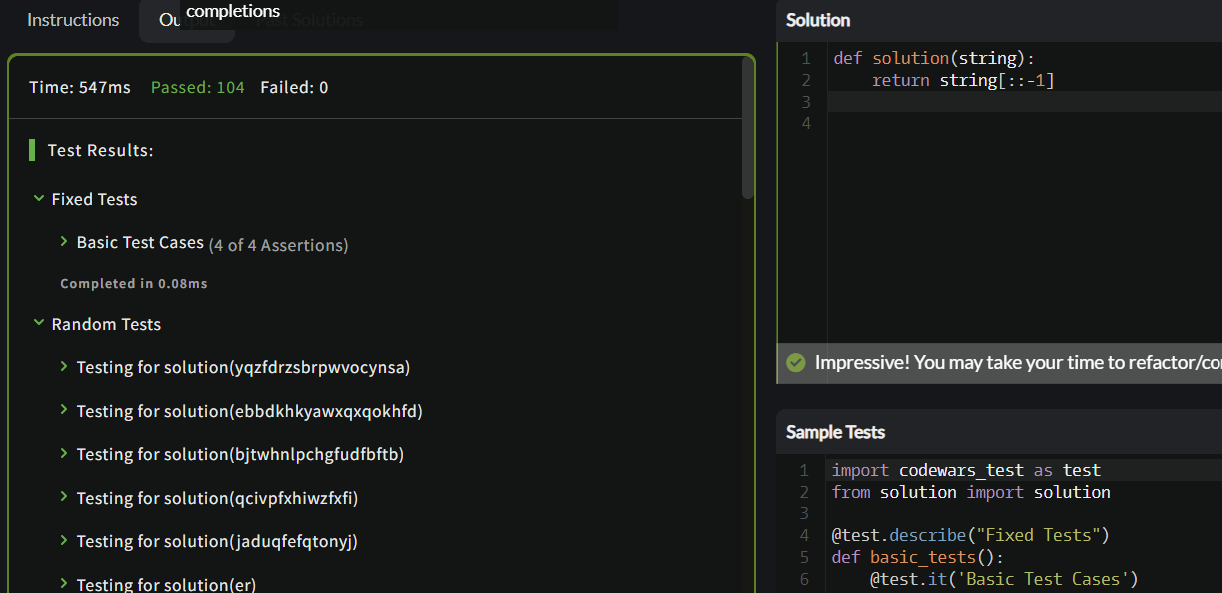 completions
Instructions
Ou
Past Solutions
Time: 547ms Passed: 104 Failed: 0
Test Results:
Fixed Tests
Basic Test Cases (4 of 4 Assertions)
Completed in 0.08ms
Random Tests
Testing for solution(yqzfdrzsbrpwvocynsa)
Testing for solution(ebbdkhkyawxqxqokhfd)
Testing for solution(bjtwhnlpchgfudfbftb)
Testing for solution(qcivpfxhiwzfxfi)
Testing for solution(jaduqfefqtonyj)
Testing for solution(er)
Solution
1 def solution(string):
2 return string[::-1]
3
4
Impressive! You may take your time to refactor/co
Sample Tests
1 import codewars_test as test
2 from solution import solution
3
4 @test.describe("Fixed Tests")
5 def basic_tests():
6 @test.it('Basic Test Cases')